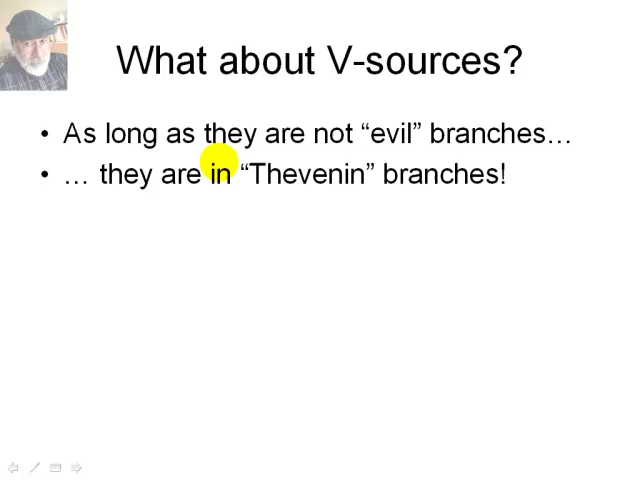 What about V-sources?
• As long as they are not “evil” branches…
• … they are in “Thevenin” branches!